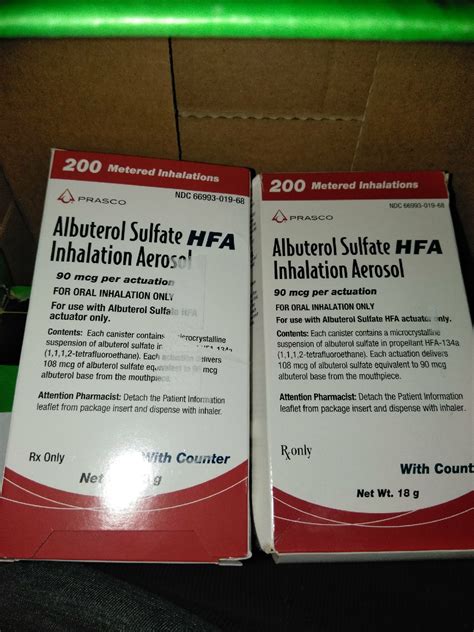 200 Metered Inhalations
PRASCO
NDC 66993-019-68
Albuterol Sulfate HFA
Inhalation Aerosol
90 mcg per actuation
FOR ORAL INHALATION ONLY
For use with Albuterol Sulfate HFA
actuator only.
Contents: Each canister contains microcrystalline
suspension of albuterol sulfate in HFA-134a
(1,1,1,2-tetrafluoroethane). Each actuation delivers
108 mcg of albuterol sulfate equivalent to 90 mcg
albuterol base from the mouthpiece.
Attention Pharmacist: Detach the Patient Information
leaflet from package insert and dispense with inhaler.
Rx Only
With Counter
Net g
200 Metered Inhalations
NDC 66993-019-68
PRASCO
Albuterol Sulfate HFA
Inhalation Aerosol
90 mcg per actuation
FOR ORAL INHALATION ONLY
For use with Albuterol Sulfate HFA actuator only.
Contents: Each canister contains a microcrystalline
suspension of albuterol sulfate in propellant HFA-134a
(1,1,1,2-tetrafluoroethane). Each actuation delivers
108 mcg of albuterol sulfate equivalent to 90 mcg
albuterol base from the mouthpiece.
Attention Pharmacist: Detach the Patient Information
leaflet from package insert and dispense with inhaler.
Rx only
With Count
Net Wt. 18 g